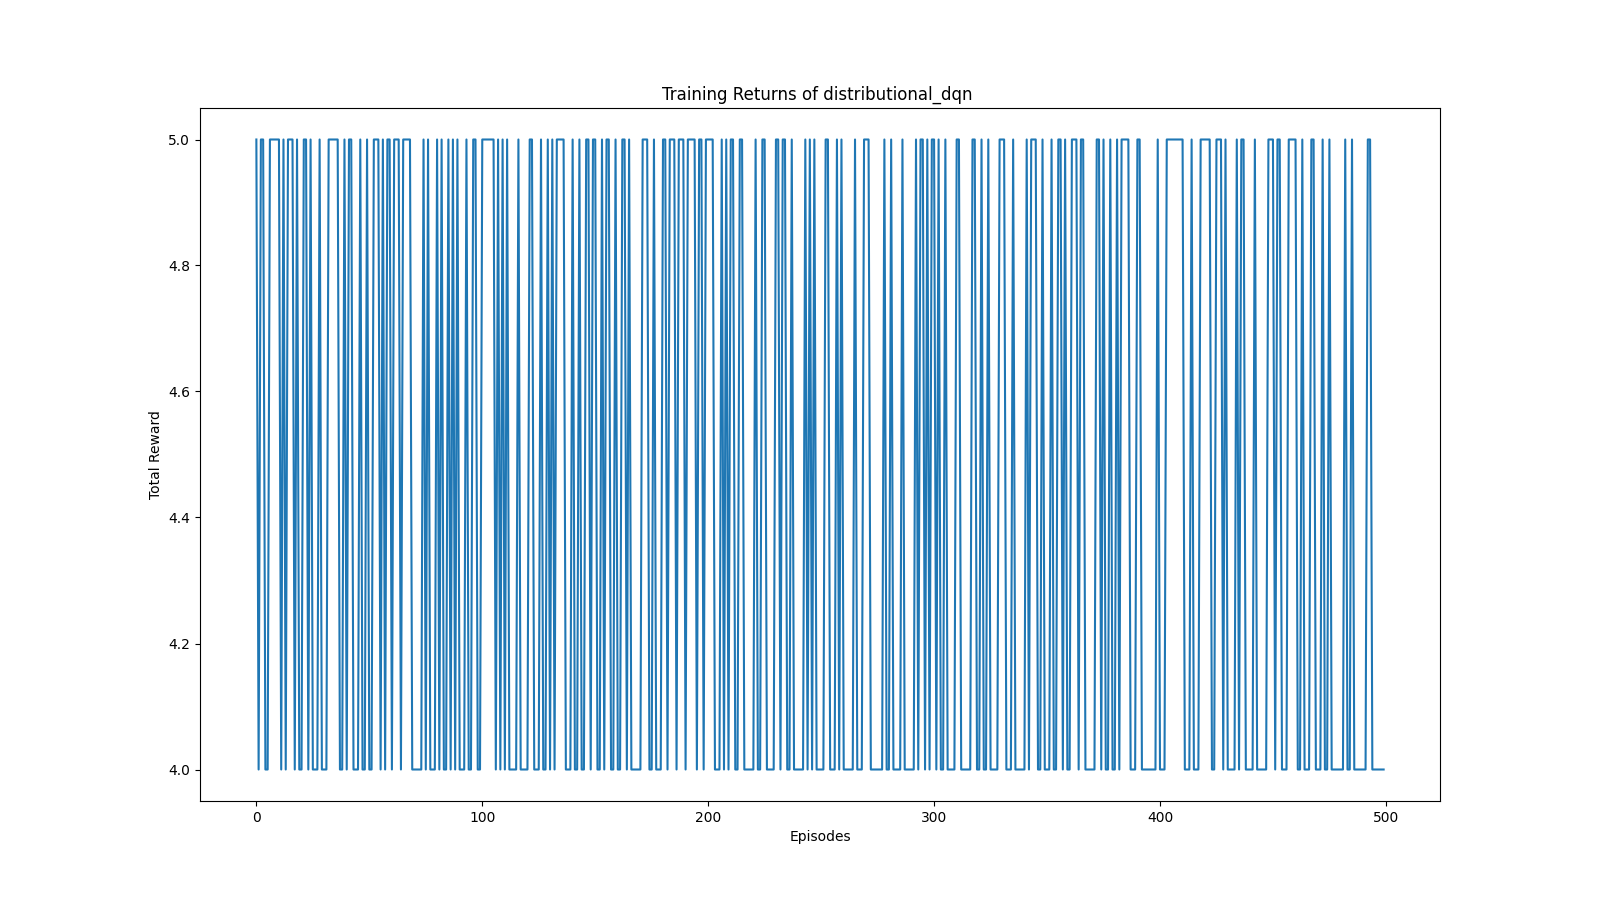 Training Returns of distributional_dqn
5.0
4.8
4.6
4.4
4.2
4.0
Total Reward
0 100 200 300 400 500
Episodes